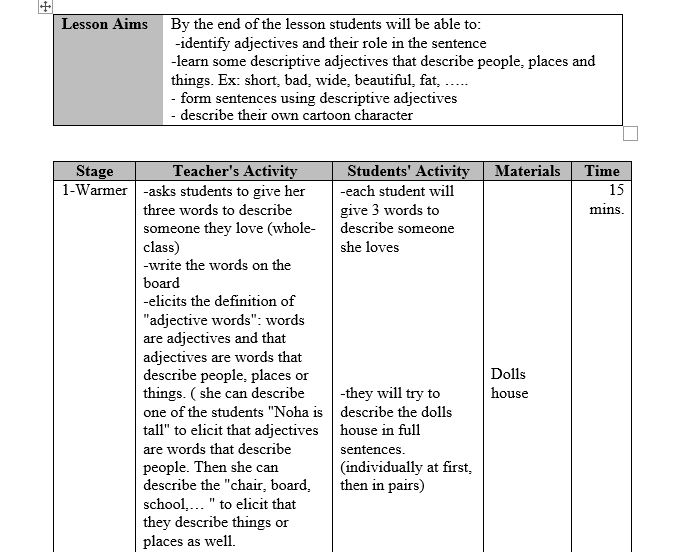 Lesson Aims
By the end of the lesson students will be able to:
-identify adjectives and their role in the sentence
-learn some descriptive adjectives that describe people, places and
things. Ex: short, bad, wide, beautiful, fat, …..
- form sentences using descriptive adjectives
- describe their own cartoon character
Stage
Teacher's Activity
Students' Activity
Materials
Time
1-Warmer
-asks students to give her
three words to describe
someone they love (whole-
class)
-write the words on the
board
-elicits the definition of
"adjective words": words
are adjectives and that
adjectives are words that
describe people, places or
things. ( she can describe
one of the students "Noha is
tall" to elicit that adjectives
are words that describe
people. Then she can
describe the "chair, board,
school,… " to elicit that
they describe things or
places as well.
-each student will
give 3 words to
describe someone
she loves
-they will try to
describe the dolls
house in full
sentences.
(individually at first,
then in pairs)
Dolls
house
15
mins.